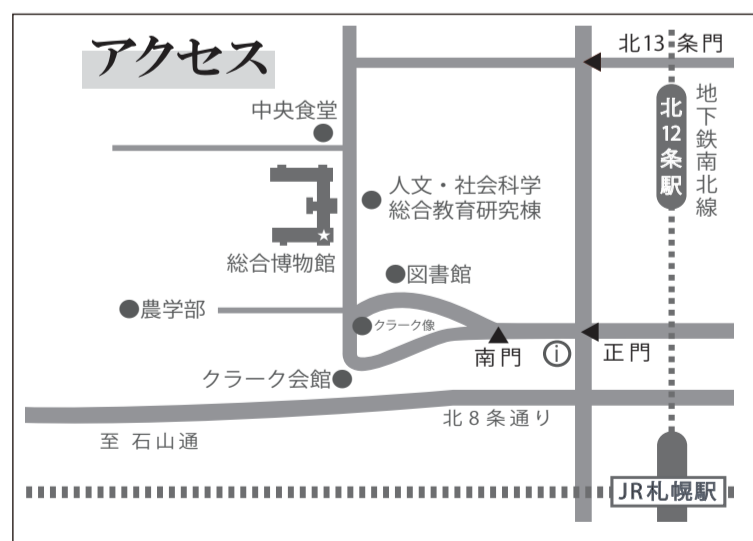 アクセス
北13条門
地下鉄南北線
北12条駅
中央食堂
人文・社会科学
総合教育研究棟
総合博物館
図書館
農学部
クラーク像
南門
i
正門
クラーク会館
北8条通り
至 石山通
JR札幌駅